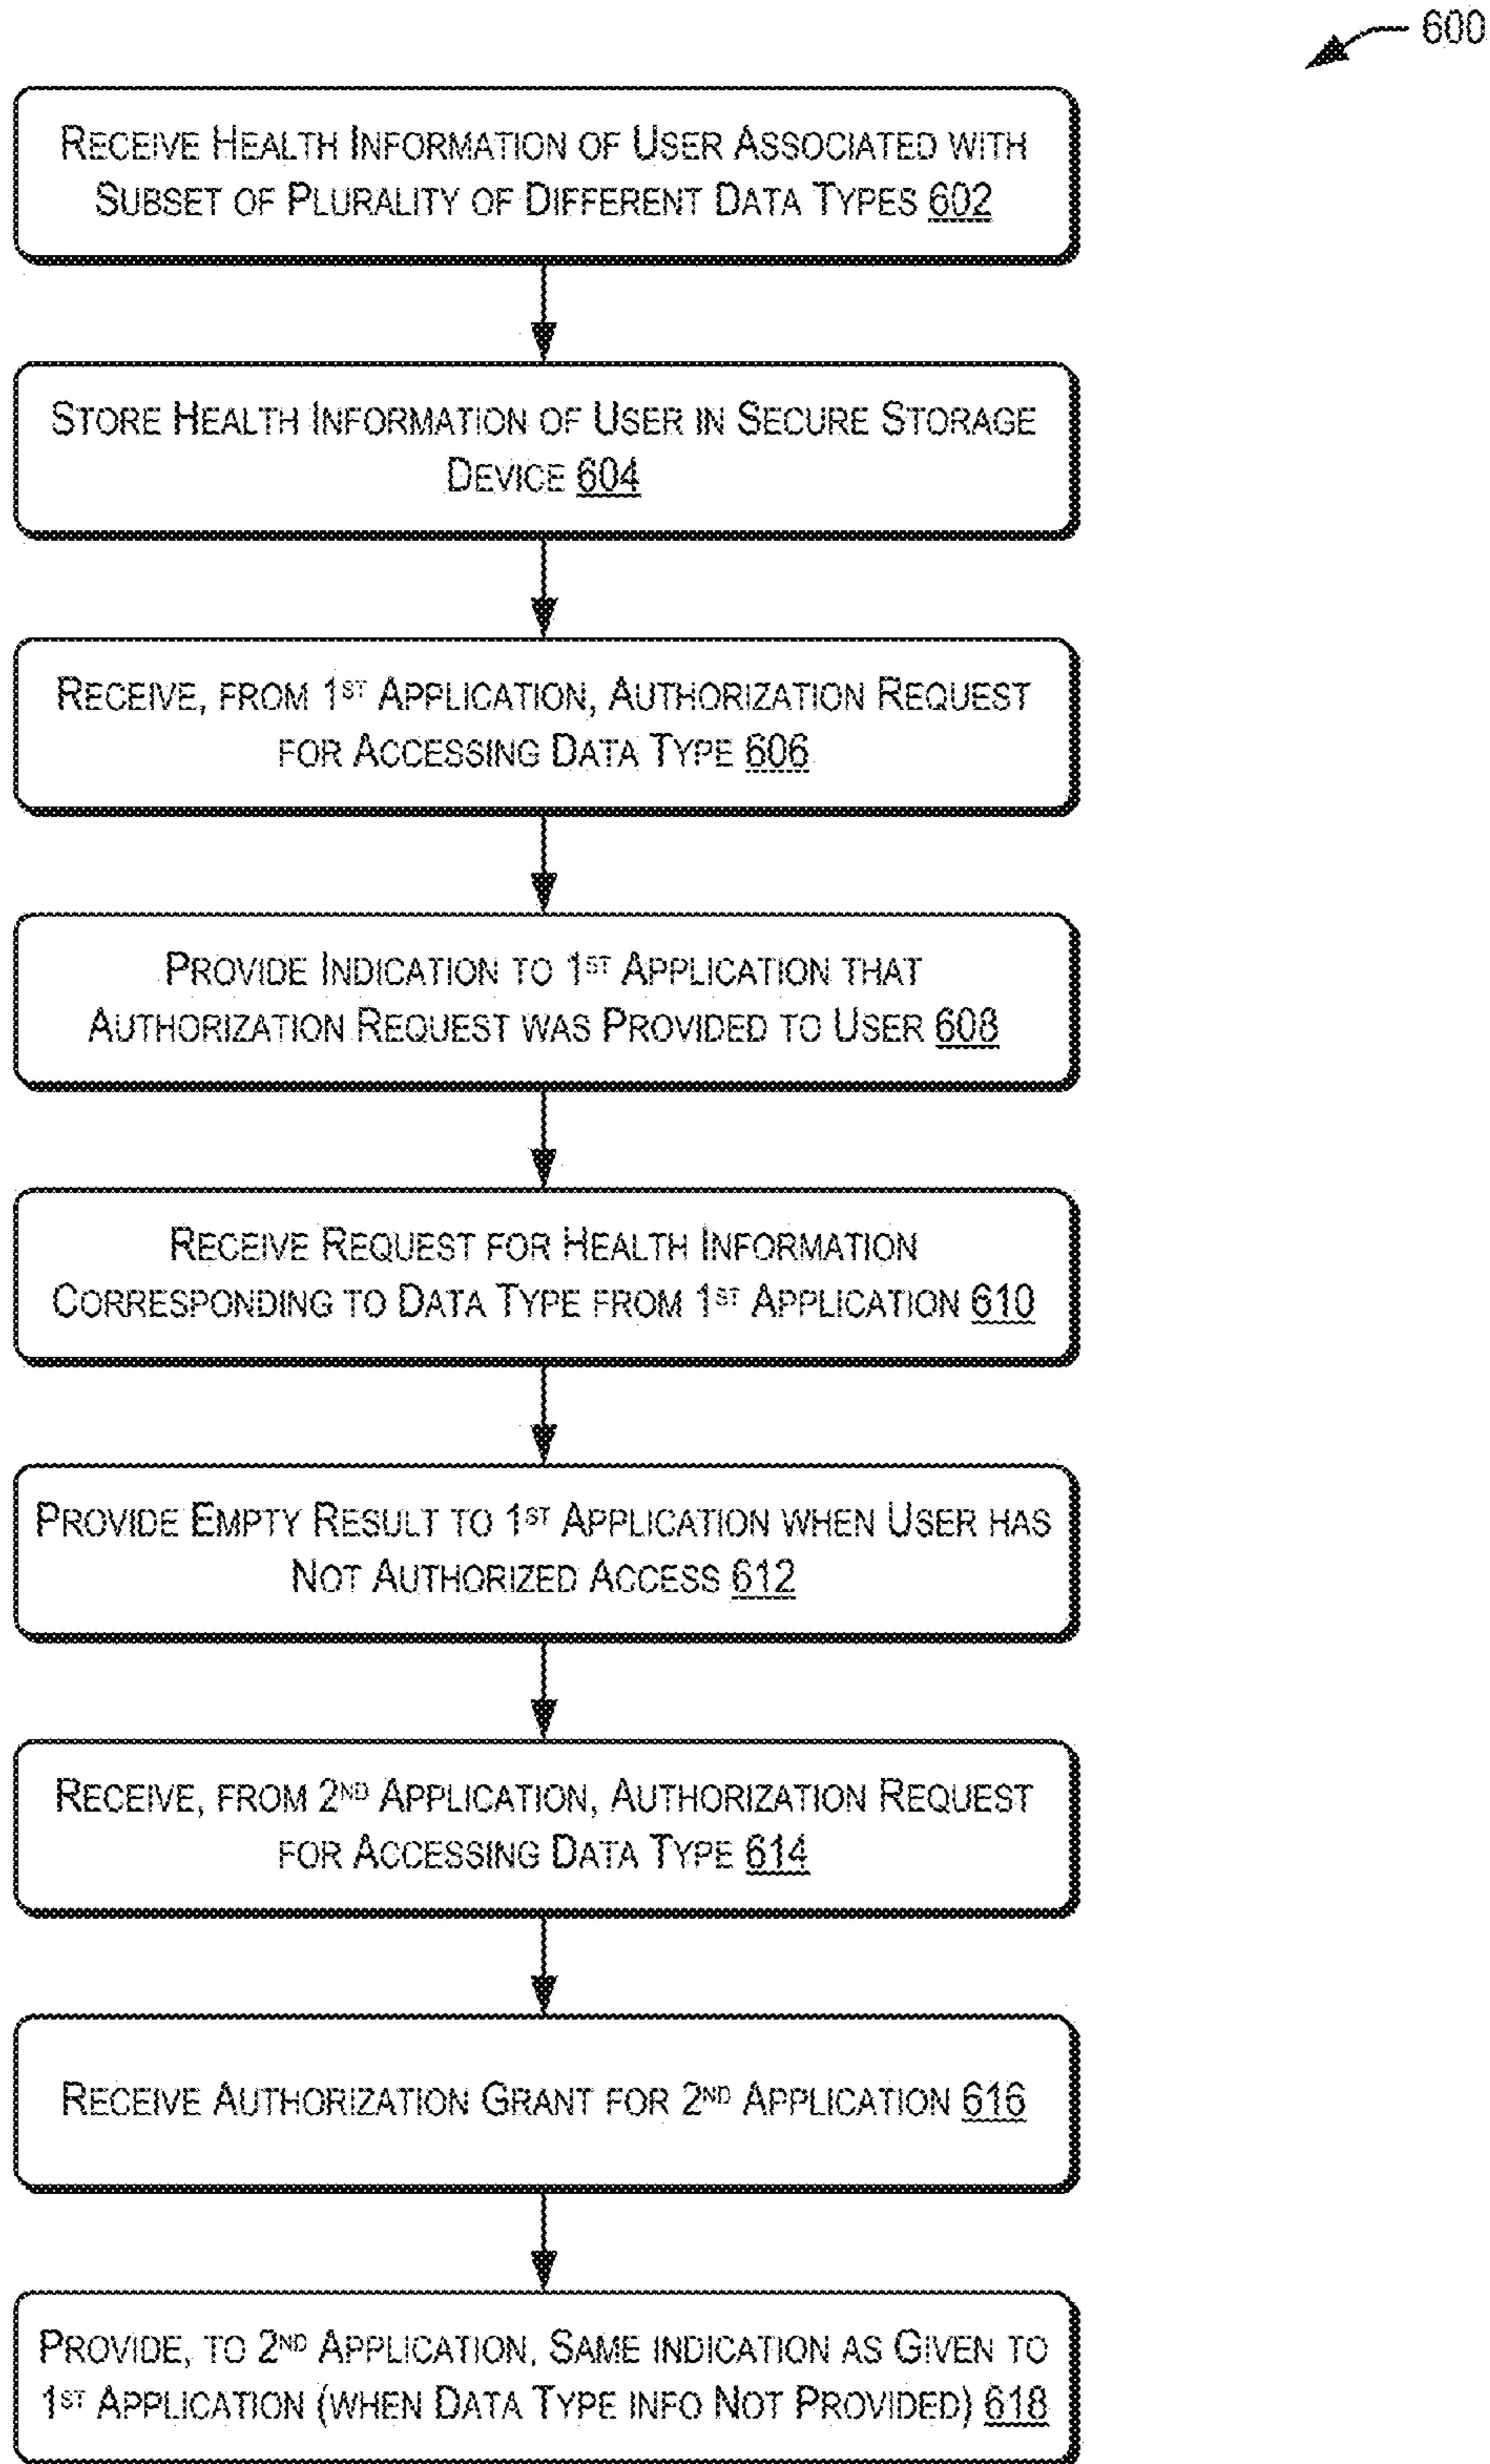 600
RECEIVE HEALTH INFORMATION OF USER ASSOCIATED WITH
SUBSET OF PLURALITY OF DIFFERENT DATA TYPES 602
STORE HEALTH INFORMATION OF USER IN SECURE STORAGE
DEVICE 604
RECEIVE, FROM 1ST APPLICATION, AUTHORIZATION REQUEST
FOR ACCESSING DATA TYPE 606
PROVIDE INDICATION TO 1ST APPLICATION THAT
AUTHORIZATION REQUEST WAS PROVIDED TO USER 608
RECEIVE REQUEST FOR HEALTH INFORMATION
CORRESPONDING TO DATA TYPE FROM 1ST APPLICATION 610
PROVIDE EMPTY RESULT TO 1ST APPLICATION WHEN USER HAS
NOT AUTHORIZED ACCESS 612
RECEIVE, FROM 2ND APPLICATION, AUTHORIZATION REQUEST
FOR ACCESSING DATA TYPE 614
RECEIVE AUTHORIZATION GRANT FOR 2ND APPLICATION 616
PROVIDE, TO 2ND APPLICATION, SAME INDICATION AS GIVEN TO
1ST APPLICATION (WHEN DATA TYPE INFO NOT PROVIDED) 618